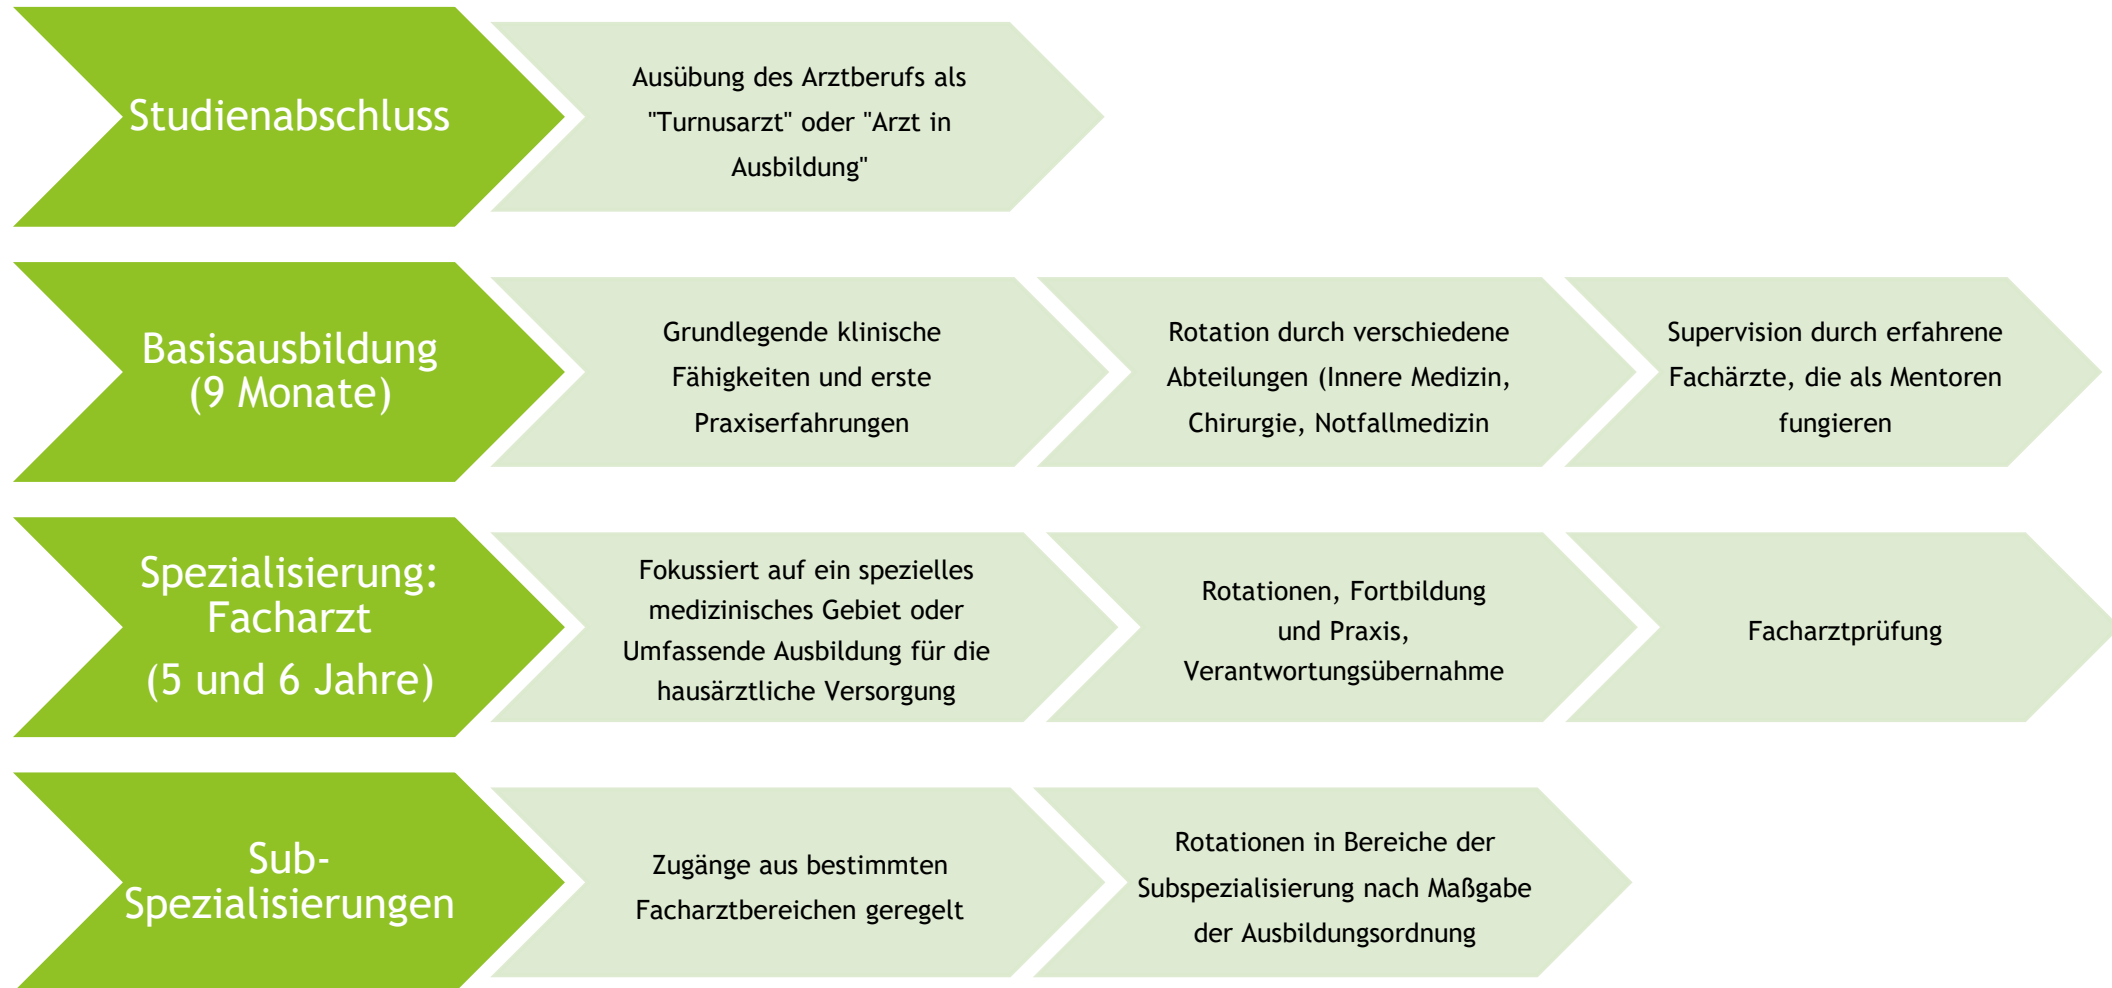 Studienabschluss
Ausübung des Arztberufs als
"Turnusarzt" oder "Arzt in
Ausbildung"
Basisausbildung
(9 Monate)
Grundlegende klinische
Fähigkeiten und erste
Praxiserfahrungen
Rotation durch verschiedene
Abteilungen (Innere Medizin,
Chirurgie, Notfallmedizin
Supervision durch erfahrene
Fachärzte, die als Mentoren
fungieren
Spezialisierung:
Facharzt
(5 und 6 Jahre)
Fokussiert auf ein spezielles
medizinisches Gebiet oder
Umfassende Ausbildung für die
hausärztliche Versorgung
Rotationen, Fortbildung
und Praxis,
Verantwortungsübernahme
Facharztprüfung
Sub-
Spezialisierungen
Zugänge aus bestimmten
Facharztbereichen geregelt
Rotationen in Bereiche der
Subspezialisierung nach Maßgabe
der Ausbildungsordnung